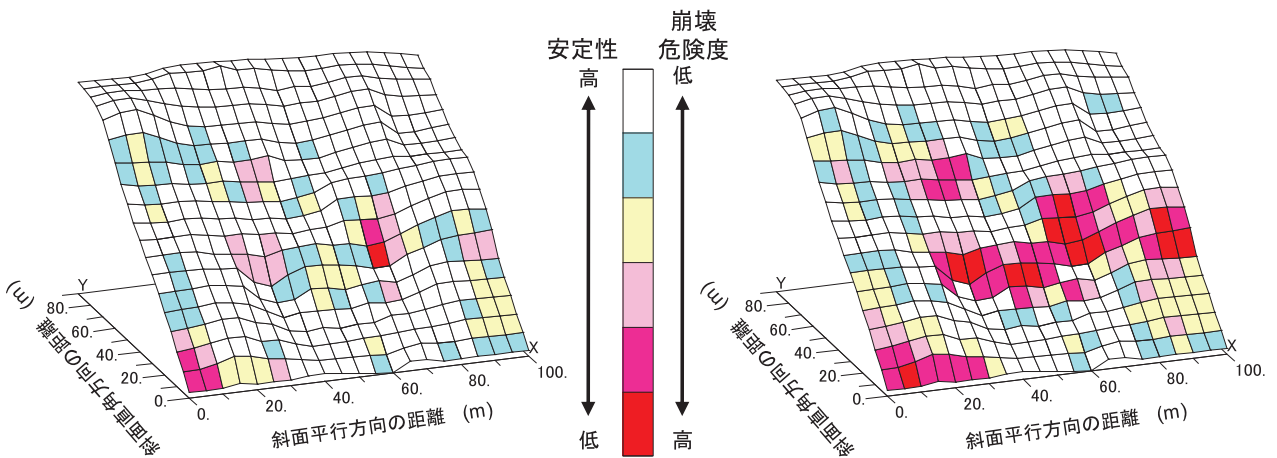 安定性
高
低
崩壊
危険度
低
高
Y
80.
60.
40.
20.
0.
斜面直角方向の距離 (m)
0.
20.
40.
60.
80.
100.
X
斜面平行方向の距離 (m)
Y
80.
60.
40.
20.
0.
斜面直角方向の距離 (m)
0.
20.
40.
60.
80.
100.
X
斜面平行方向の距離 (m)